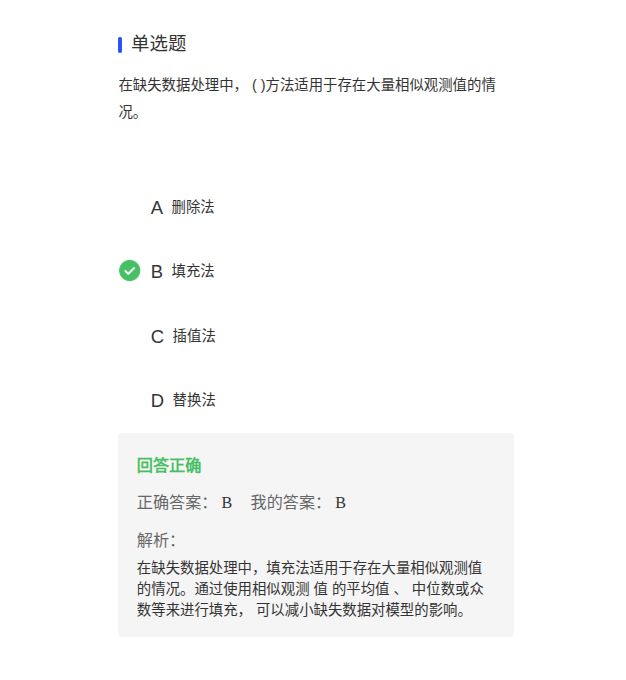 单选题
在缺失数据处理中， ( )方法适用于存在大量相似观测值的情
况。
A 删除法
B 填充法
C 插值法
D 替换法
回答正确
正确答案： B 我的答案： B
解析：
在缺失数据处理中，填充法适用于存在大量相似观测值
的情况。通过使用相似观测 值 的平均值 、 中位数或众
数等来进行填充， 可以减小缺失数据对模型的影响。